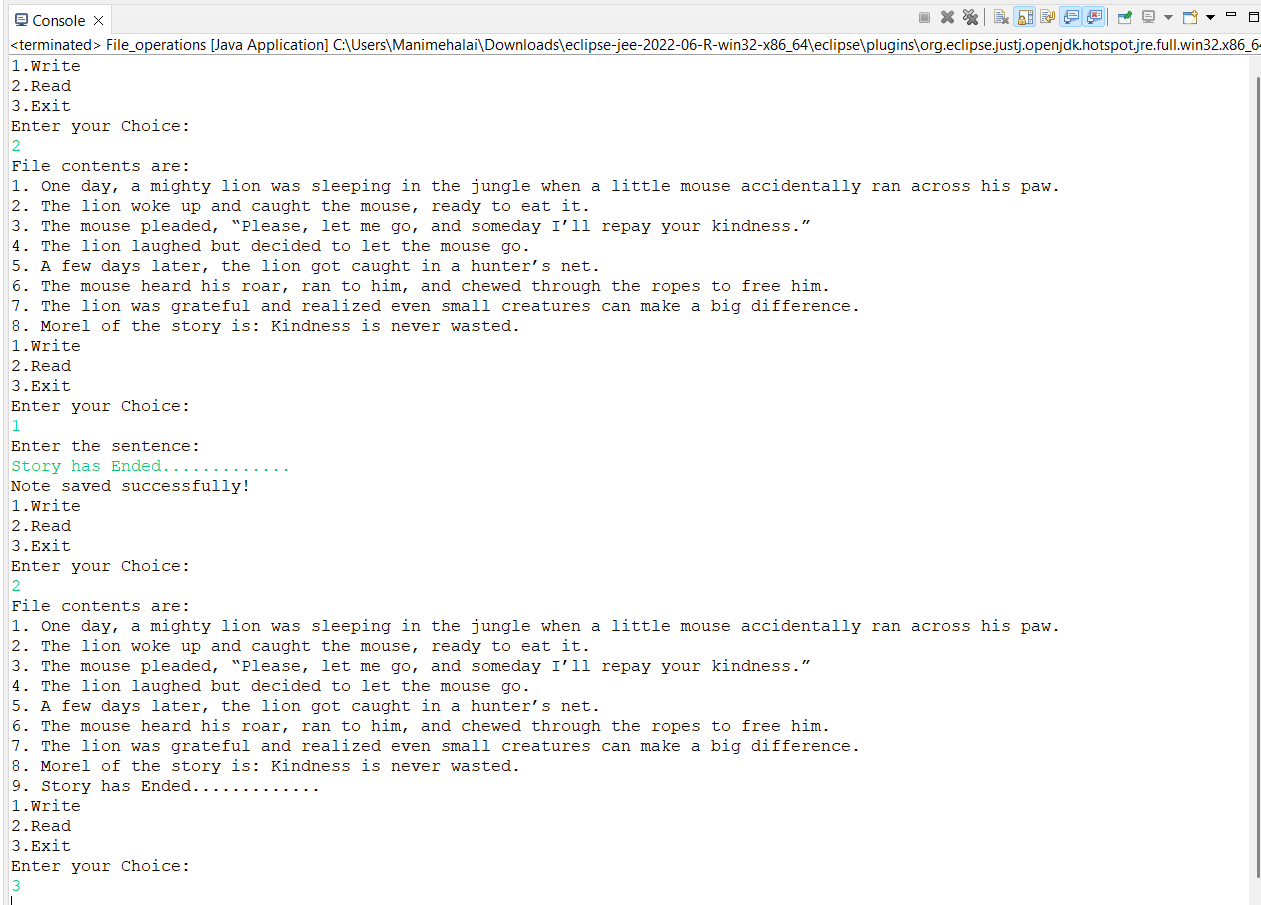 Console
<terminated> File_operations [Java Application] C:\Users\Manimehalai\Downloads\eclipse-jee-2022-06-R-win32-x86_64\eclipse\plugins\org.eclipse.justj.openjdk.hotspot.jre.full.win32.x86_64
1.Write
2.Read
3.Exit
Enter your Choice:
2
File contents are:
1. One day, a mighty lion was sleeping in the jungle when a little mouse accidentally ran across his paw.
2. The lion woke up and caught the mouse, ready to eat it.
3. The mouse pleaded, “Please, let me go, and someday I’ll repay your kindness.”
4. The lion laughed but decided to let the mouse go.
5. A few days later, the lion got caught in a hunter’s net.
6. The mouse heard his roar, ran to him, and chewed through the ropes to free him.
7. The lion was grateful and realized even small creatures can make a big difference.
8. Morel of the story is: Kindness is never wasted.
1.Write
2.Read
3.Exit
Enter your Choice:
1
Enter the sentence:
Story has Ended.............
Note saved successfully!
1.Write
2.Read
3.Exit
Enter your Choice:
2
File contents are:
1. One day, a mighty lion was sleeping in the jungle when a little mouse accidentally ran across his paw.
2. The lion woke up and caught the mouse, ready to eat it.
3. The mouse pleaded, “Please, let me go, and someday I’ll repay your kindness.”
4. The lion laughed but decided to let the mouse go.
5. A few days later, the lion got caught in a hunter’s net.
6. The mouse heard his roar, ran to him, and chewed through the ropes to free him.
7. The lion was grateful and realized even small creatures can make a big difference.
8. Morel of the story is: Kindness is never wasted.
9. Story has Ended.............
1.Write
2.Read
3.Exit
Enter your Choice:
3